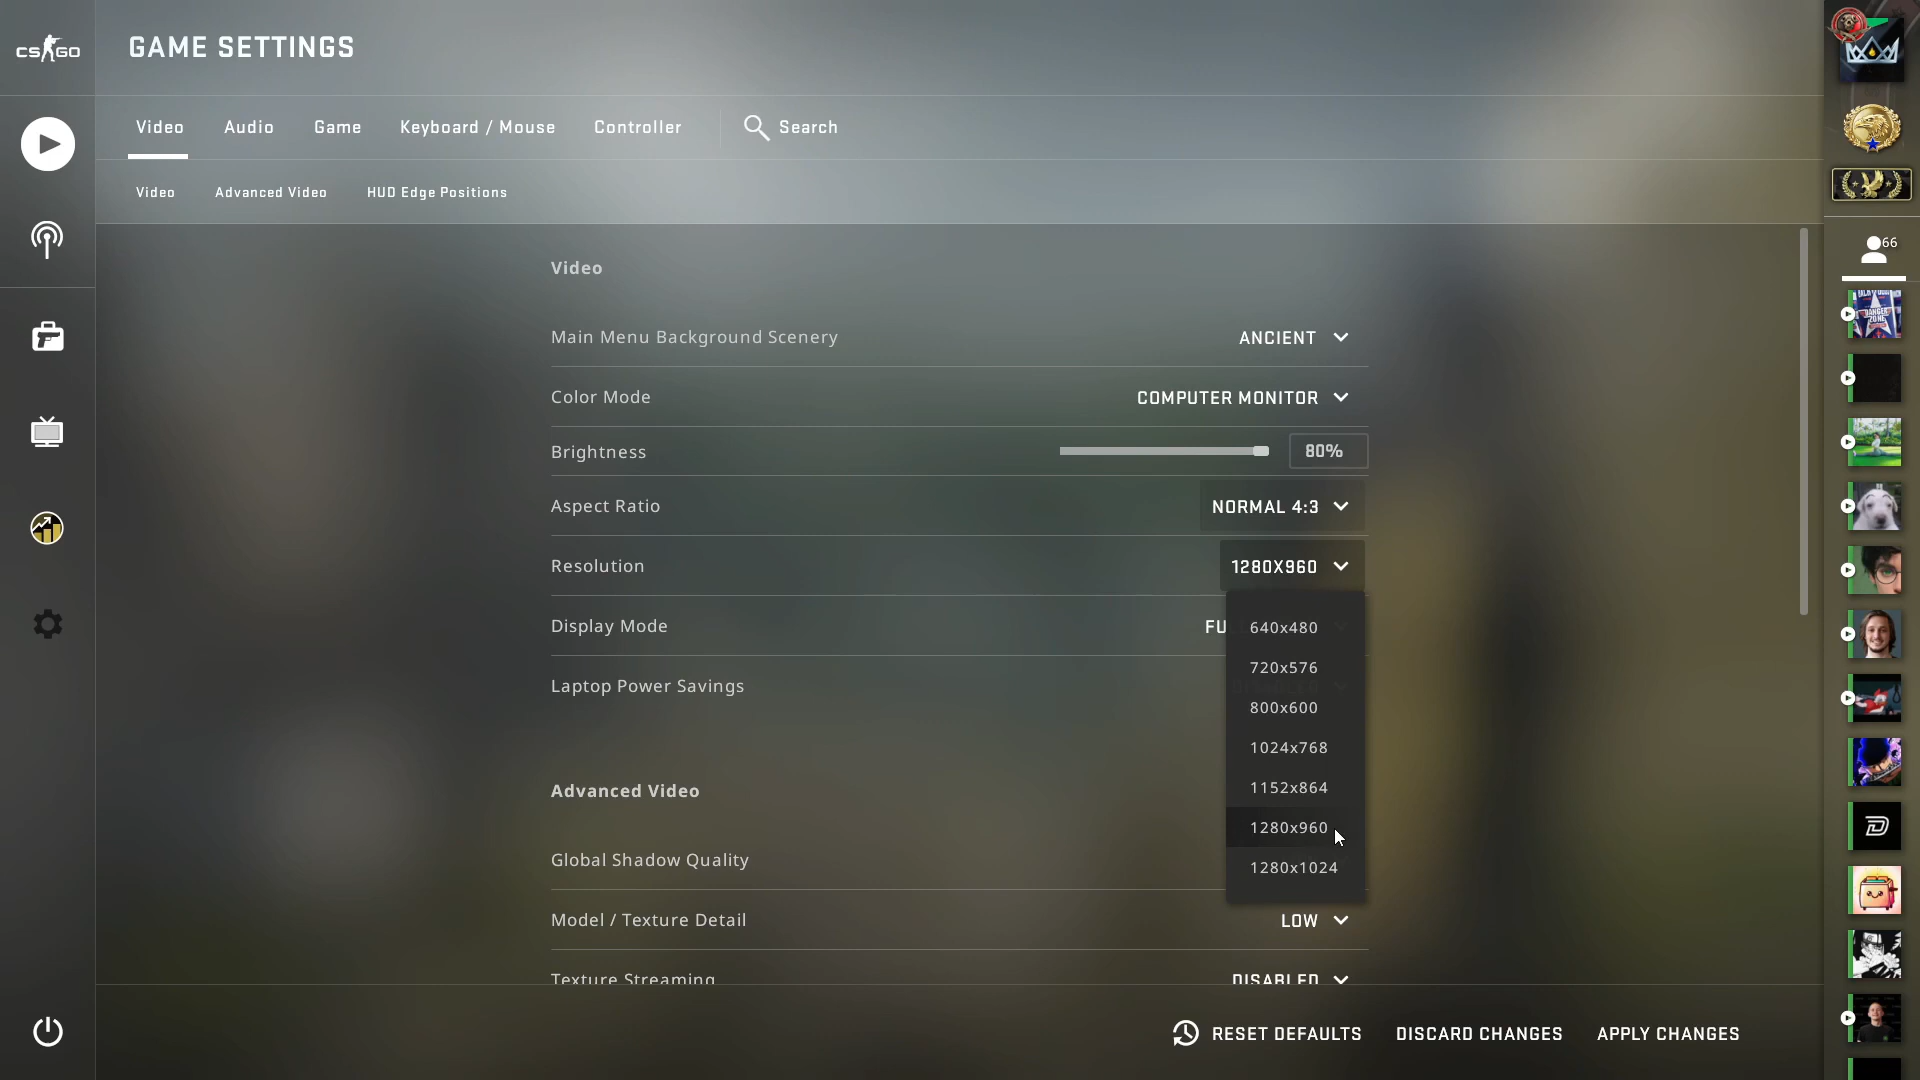 CS GO
GAME SETTINGS
Video
Audio
Game
Keyboard / Mouse
Controller
Search
Video
Advanced Video
HUD Edge Positions
66
Video
Main Menu Background Scenery
ANCIENT
Color Mode
COMPUTER MONITOR
Brightness
80%
Aspect Ratio
NORMAL 4:3
Resolution
1280X960
Display Mode
FU
640x480
720x576
Laptop Power Savings
800x600
1024x768
1152x864
Advanced Video
1280x960
Global Shadow Quality
1280x1024
Model / Texture Detail
LOW
Texture Streaming
DISABLED
RESET DEFAULTS
DISCARD CHANGES
APPLY CHANGES